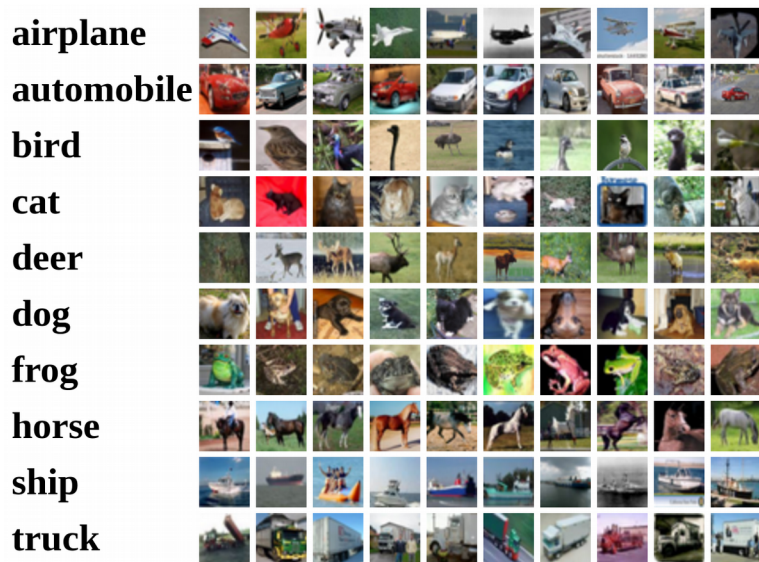 airplane
automobile
bird
cat
deer
dog
frog
horse
ship
truck